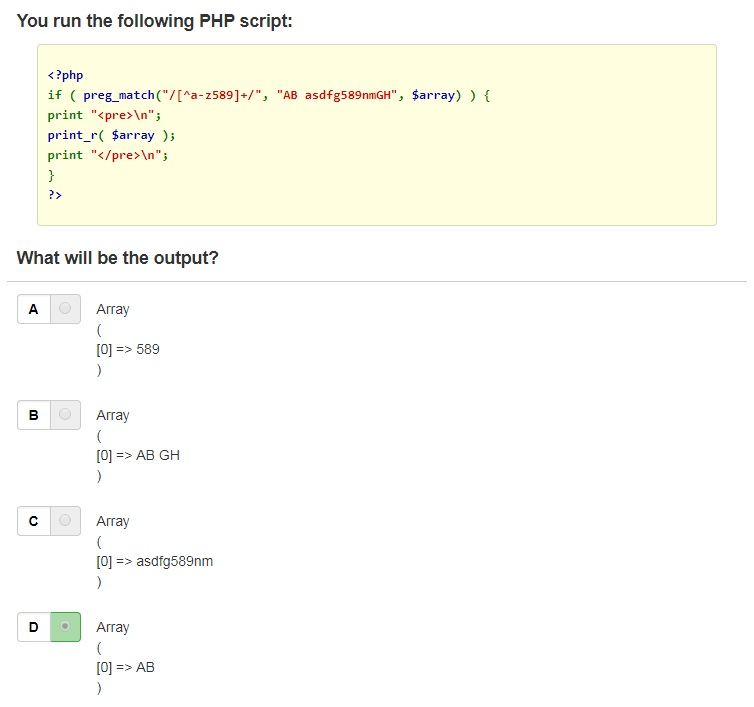 You run the following PHP script:
<?php
if ( preg_match("/[^a-z589]+/", "AB asdfg589nmGH", $array) ) {
print "<pre>\n";
print_r( $array );
print "</pre>\n";
}
?>
What will be the output?
A Array
(
[0] => 589
)
B Array
(
[0] => AB GH
)
C Array
(
[0] => asdfg589nm
)
D Array
(
[0] => AB
)